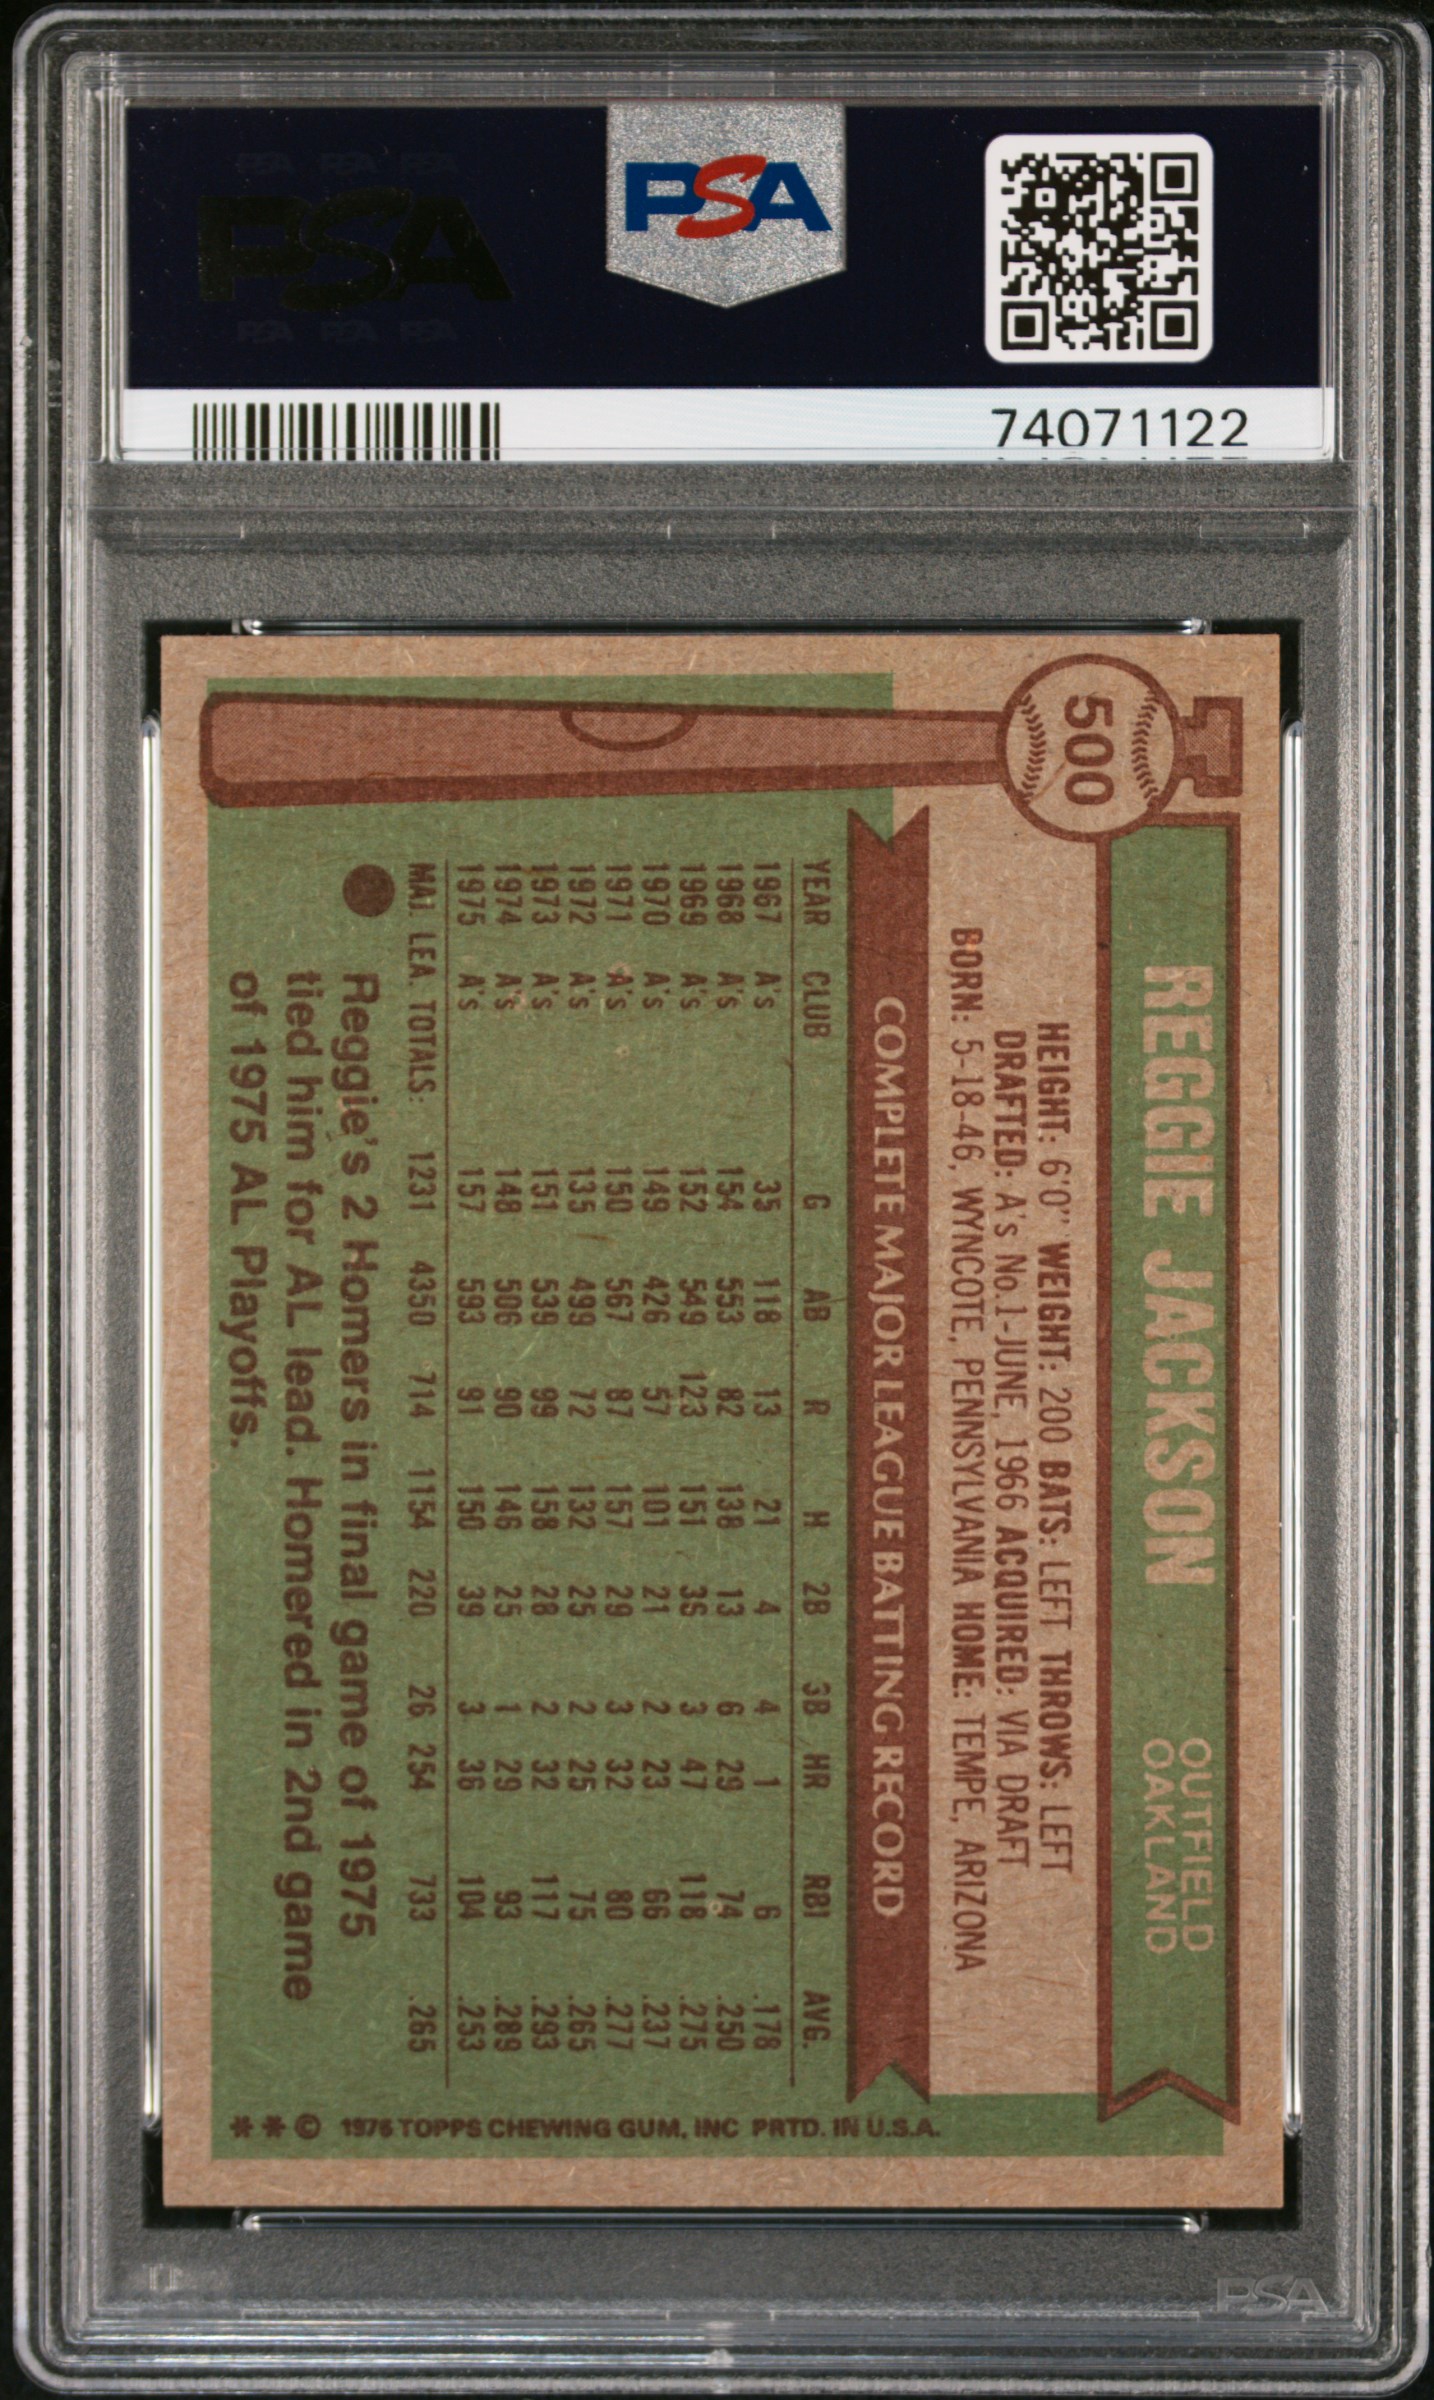 PSA
PSA PSA PSA
PSA
PSA PSA PSA
74071122
500
REGGIE JACKSON
OUTFIELD
OAKLAND
HEIGHT: 6'0" WEIGHT: 200 BATS: LEFT THROWS: LEFT
DRAFTED: A's No.1-JUNE, 1966 ACQUIRED: VIA DRAFT
BORN: 5-18-46, WYNCOTE, PENNSYLVANIA HOME: TEMPE, ARIZONA
COMPLETE MAJOR LEAGUE BATTING RECORD
YEAR CLUB G AB R H 2B 3B HR RBI AVG.
1967 A's 35 118 13 21 4 4 1 6 .178
1968 A's 154 553 82 138 13 6 29 74 .250
1969 A's 152 549 123 151 36 3 47 118 .275
1970 A's 149 426 57 101 21 2 23 66 .237
1971 A's 150 567 87 157 29 3 32 80 .277
1972 A's 135 499 72 132 25 2 25 75 .265
1973 A's 151 539 99 158 28 2 32 117 .293
1974 A's 148 506 90 146 25 1 29 93 .289
1975 A's 157 593 91 150 39 3 36 104 .253
MAJ. LEA. TOTALS: 1231 4350 714 1154 220 26 254 733 .265
Reggie's 2 Homers in final game of 1975
tied him for AL lead. Homered in 2nd game
of 1975 AL Playoffs.
**© 1976 TOPPS CHEWING GUM, INC PRTD. IN U.S.A.
PSA